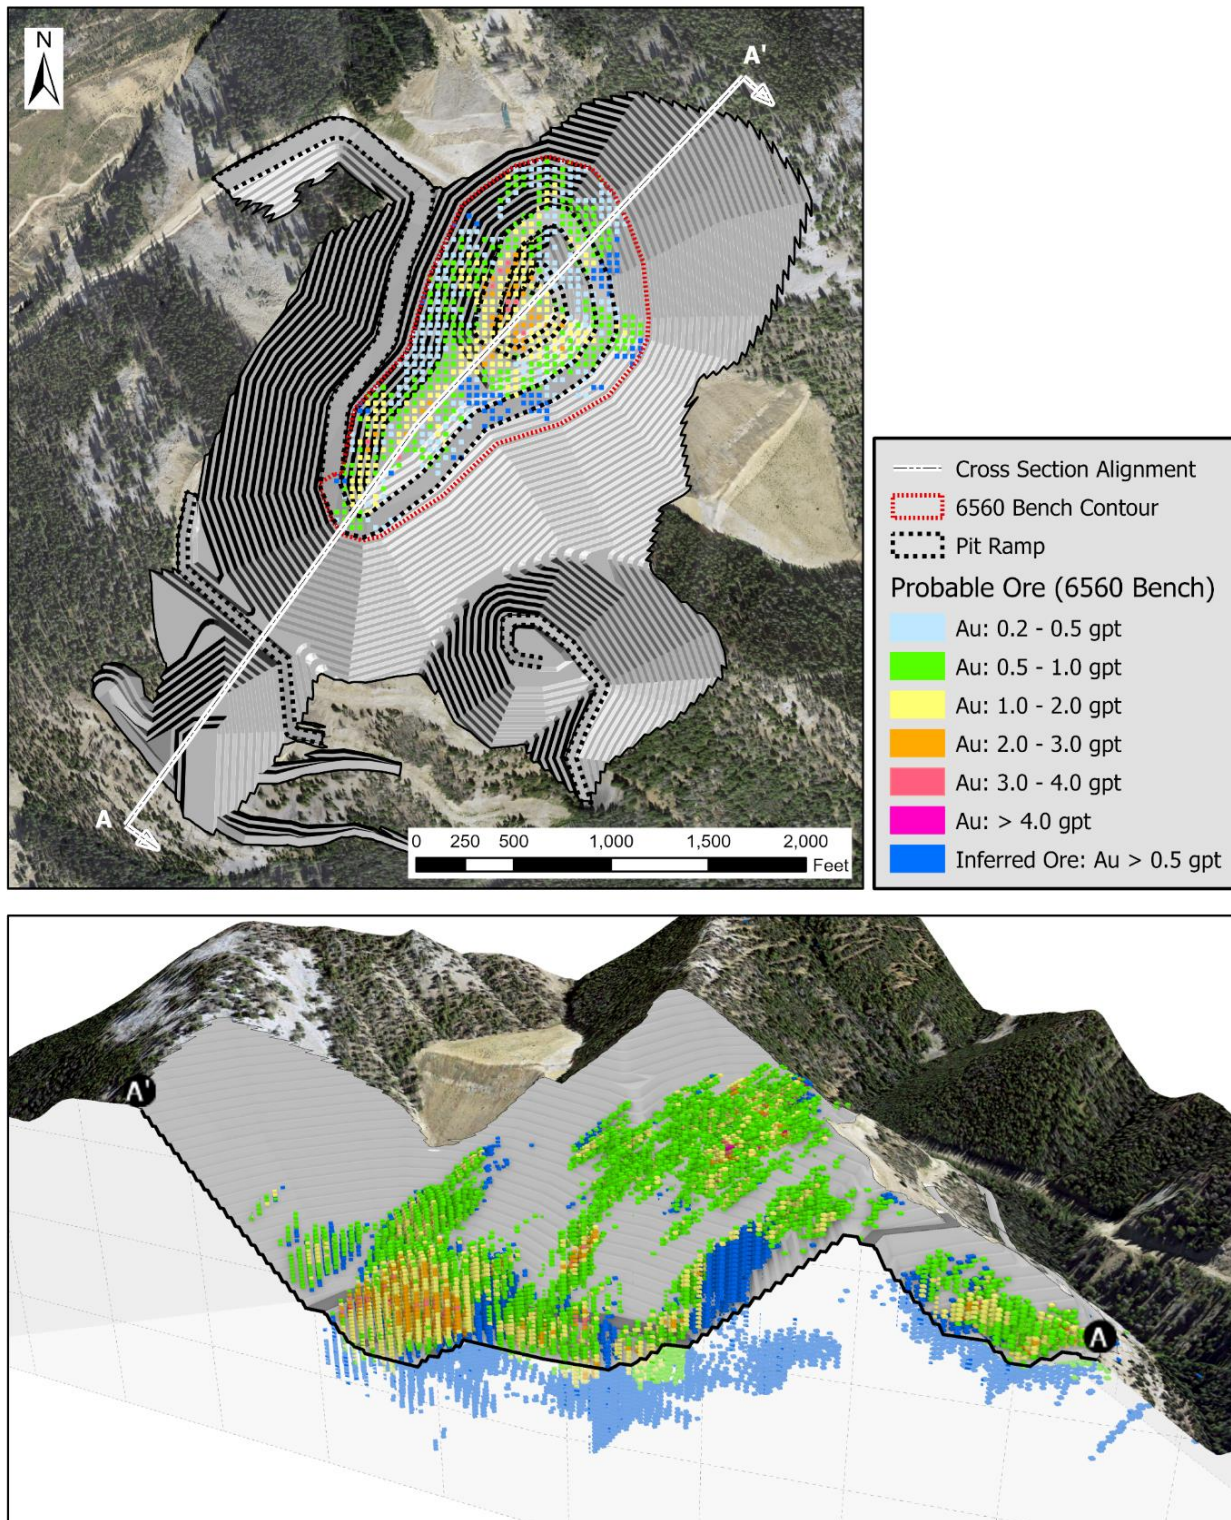 N
A'
A
0 250 500 1,000 1,500 2,000
Feet
Cross Section Alignment
6560 Bench Contour
Pit Ramp
Probable Ore (6560 Bench)
Au: 0.2 - 0.5 gpt
Au: 0.5 - 1.0 gpt
Au: 1.0 - 2.0 gpt
Au: 2.0 - 3.0 gpt
Au: 3.0 - 4.0 gpt
Au: > 4.0 gpt
Inferred Ore: Au > 0.5 gpt
A'
A